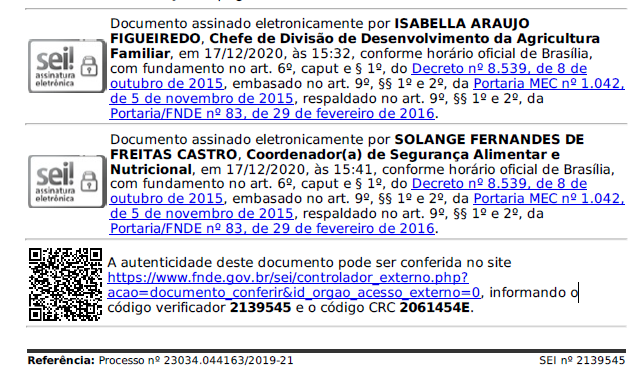 Documento assinado eletronicamente por ISABELLA ARAUJO
FIGUEIREDO, Chefe de Divisão de Desenvolvimento da Agricultura
Familiar, em 17/12/2020, às 15:32, conforme horário oficial de Brasília,
com fundamento no art. 6º, caput e § 1º, do Decreto nº 8.539, de 8 de
outubro de 2015, embasado no art. 9º, §§ 1º e 2º, da Portaria MEC nº 1.042,
de 5 de novembro de 2015, respaldado no art. 9º, §§ 1º e 2º, da
Portaria/FNDE nº 83, de 29 de fevereiro de 2016.
sei!
assinatura
eletrônica
Documento assinado eletronicamente por SOLANGE FERNANDES DE
FREITAS CASTRO, Coordenador(a) de Segurança Alimentar e
Nutricional, em 17/12/2020, às 15:41, conforme horário oficial de Brasília,
com fundamento no art. 6º, caput e § 1º, do Decreto nº 8.539, de 8 de
outubro de 2015, embasado no art. 9º, §§ 1º e 2º, da Portaria MEC nº 1.042,
de 5 de novembro de 2015, respaldado no art. 9º, §§ 1º e 2º, da
Portaria/FNDE nº 83, de 29 de fevereiro de 2016.
sei!
assinatura
eletrônica
A autenticidade deste documento pode ser conferida no site
https://www.fnde.gov.br/sei/controlador_externo.php?
acao=documento_conferir&id_orgao_acesso_externo=0, informando o
código verificador 2139545 e o código CRC 2061454E.
Referência: Processo nº 23034.044163/2019-21 SEI nº 2139545